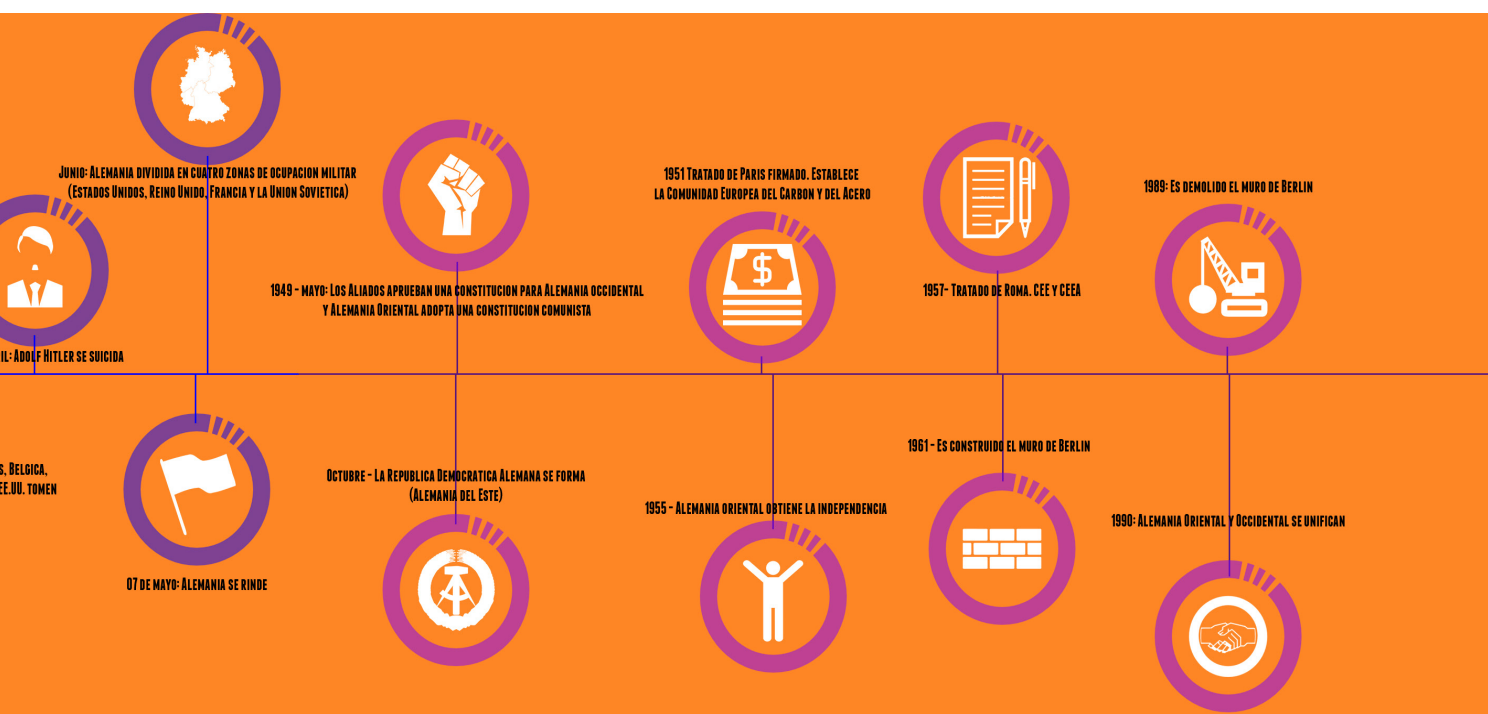 JUNIO: ALEMANIA DIVIDIDA EN CUATRO ZONAS DE OCUPACION MILITAR
(ESTADOS UNIDOS, REINO UNIDO, FRANCIA Y LA UNION SOVIETICA)
IL: ADOLF HITLER SE SUICIDA
1949 - MAYO: LOS ALIADOS APRUEBAN UNA CONSTITUCION PARA ALEMANIA OCCIDENTAL
Y ALEMANIA ORIENTAL ADOPTA UNA CONSTITUCION COMUNISTA
1951 TRATADO DE PARIS FIRMADO. ESTABLECE
LA COMUNIDAD EUROPEA DEL CARBON Y DEL ACERO
$
1957- TRATADO DE ROMA. CEE Y CEEA
1989: ES DEMOLIDO EL MURO DE BERLIN
S, BELGICA,
EE.UU. TOMEN
07 DE MAYO: ALEMANIA SE RINDE
OCTUBRE - LA REPUBLICA DEMOCRATICA ALEMANA SE FORMA
(ALEMANIA DEL ESTE)
1955 - ALEMANIA ORIENTAL OBTIENE LA INDEPENDENCIA
1961 - ES CONSTRUIDO EL MURO DE BERLIN
1990: ALEMANIA ORIENTAL Y OCCIDENTAL SE UNIFICAN